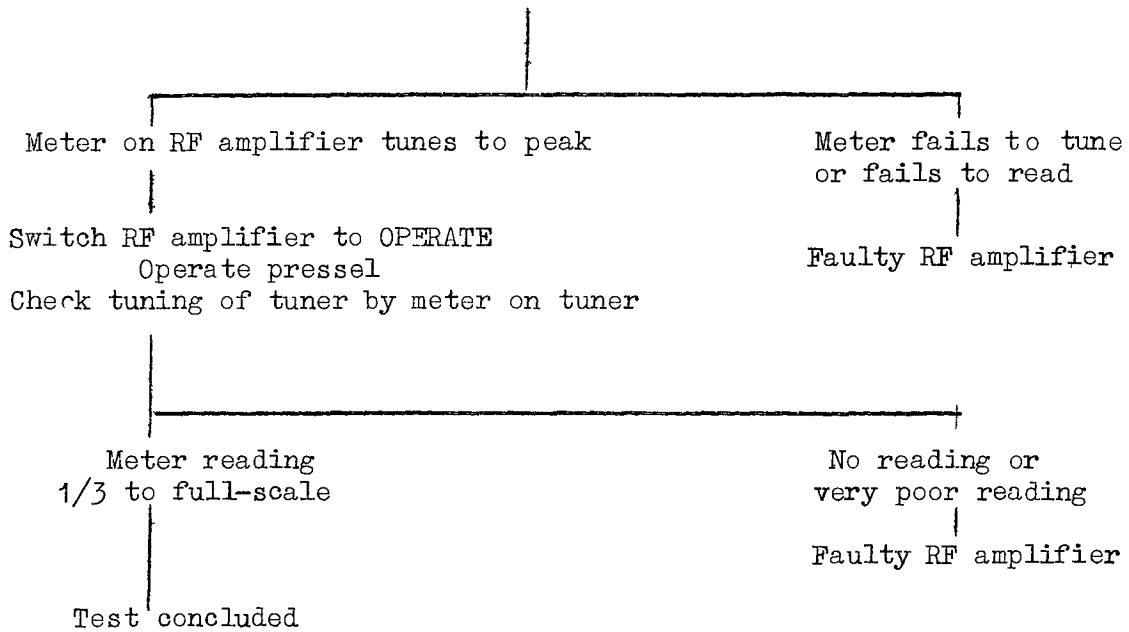 Meter on RF amplifier tunes to peak
Meter fails to tune
or fails to read
Switch RF amplifier to OPERATE
Operate pressel
Check tuning of tuner by meter on tuner
Faulty RF amplifier
Meter reading
1/3 to full-scale
No reading or
very poor reading
Faulty RF amplifier
Test concluded